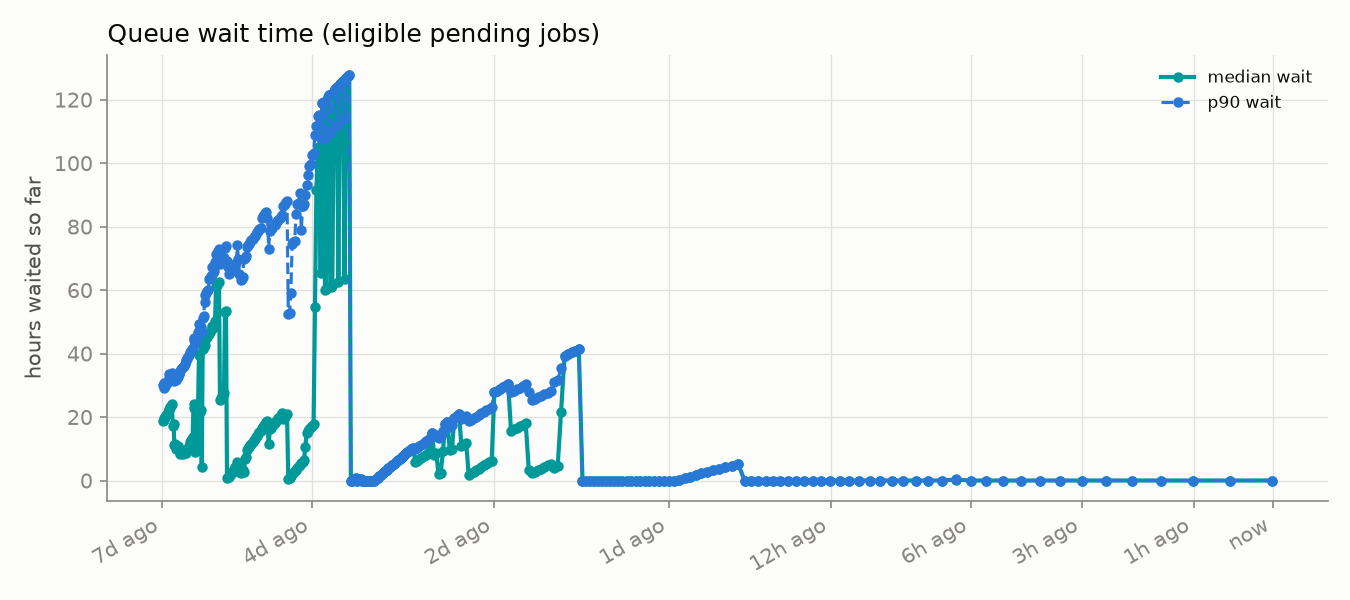 Queue wait time (eligible pending jobs)
median wait
p90 wait
hours waited so far
120
100
80
60
40
20
0
7d ago
4d ago
2d ago
1d ago
12h ago
6h ago
3h ago
1h ago
now